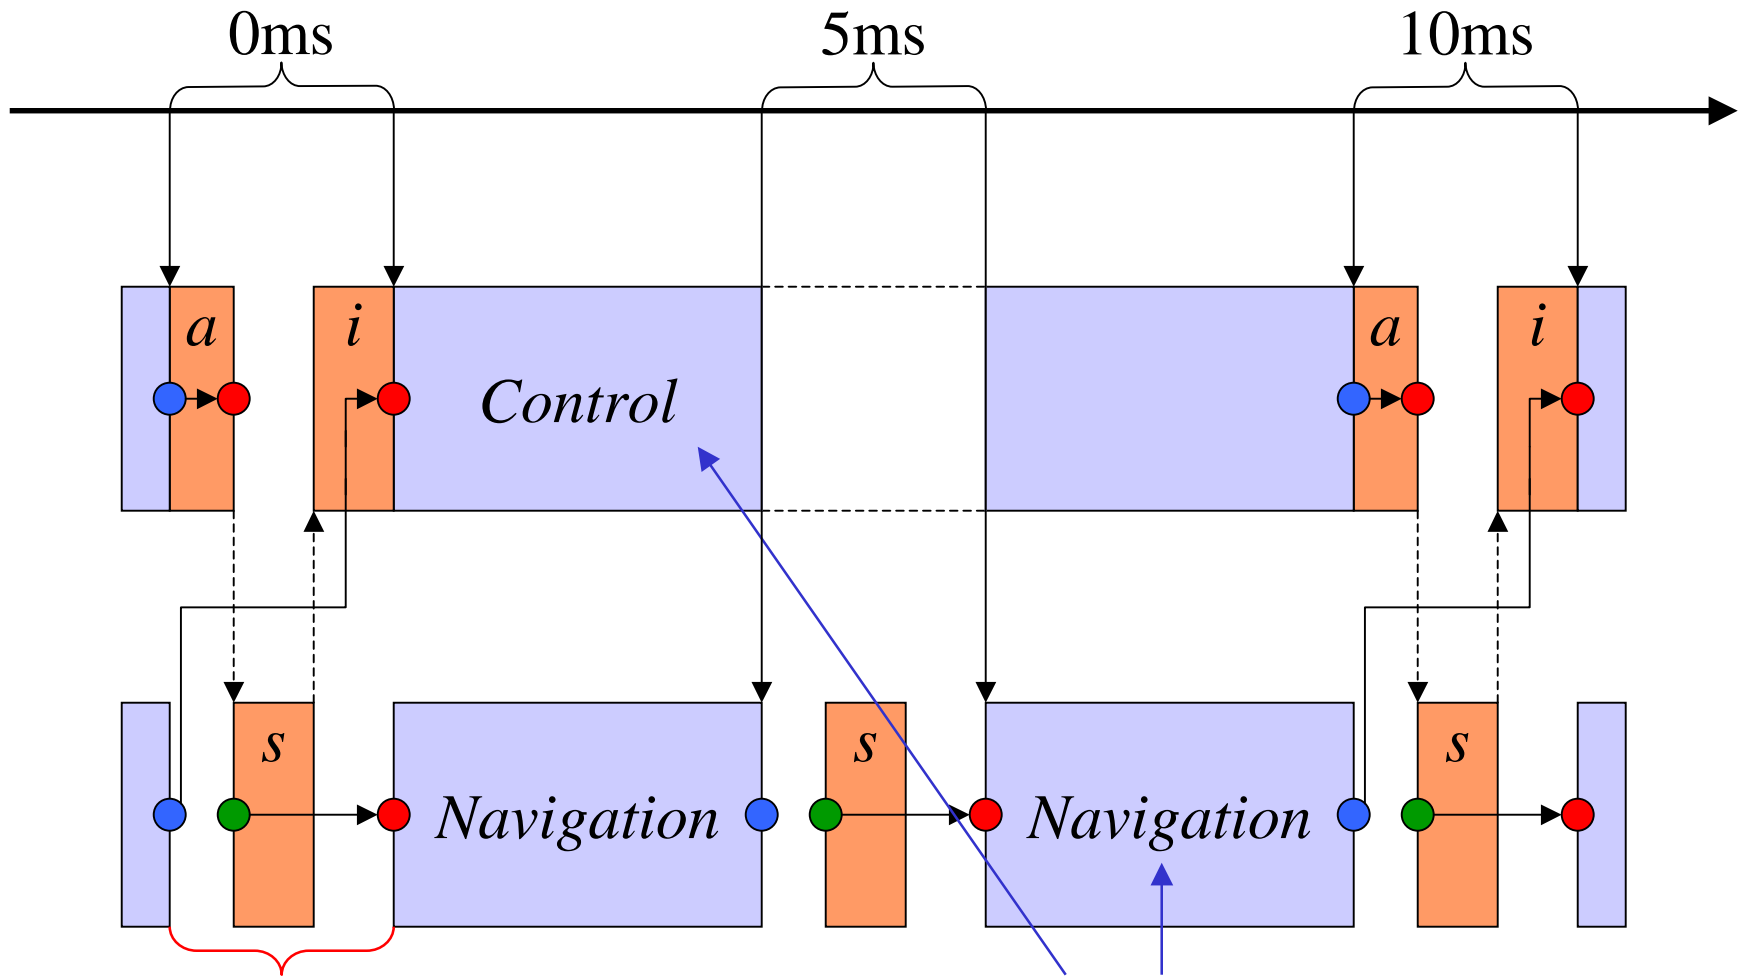 0ms 5ms 10ms
a i a i
Control
s s s
Navigation Navigation